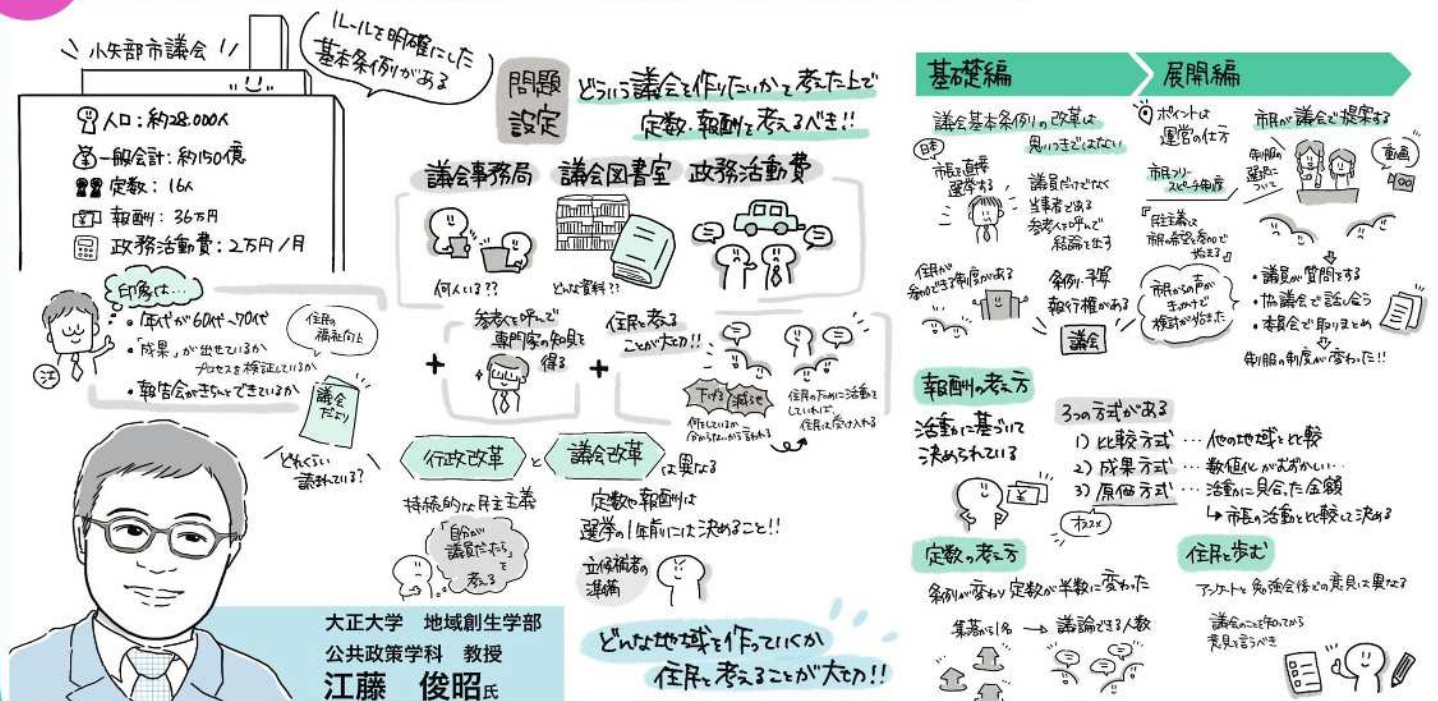 小矢部市議会
ルールを明確にした
基本条例がある
人口：約28.000人
一般会計：約150億
定数：16人
報酬：36万円
政務活動費：2万円/月
印象は…
・年代が60代～70代
・「成果」が出せているか
プロセスを検証しているか
・報告会がきちんとできているか
住民の
福祉向上
議会
だより
どれくらい
読まれている?
江
大正大学 地域創生学部
公共政策学科 教授
江藤 俊昭氏
問題
設定
どういう議会を作りたいかを考えた上で
定数・報酬を考えるべき!!
議会事務局 議会図書室 政務活動費
何人いる??
どんな資料??
+
参考人を呼んで
専門家の知見を
得る
+
住民と考える
ことが大切!!
下げろ 減らせ
何をしているか
分からないから言われる
住民のために活動を
していれば、
住民は受け入れる
行政改革 と 議会改革 は異なる
持続的な民主主義
「自分が
議員だったら」
を
考える
定数や報酬は
選挙の1年前には決めること!!
立候補者の
準備
どんな地域を作っていくか
住民と考えることが大切!!
基礎編
議会基本条例の改革は
思いつきではない
日本
市長を直接
選挙する
議員だけでなく
当事者である
参考人を呼んで
結論を出す
住民が
参加できる制度がある
条例・予算
執行権がある
議会
展開編
ポイントは
運営の仕方
市民フリー
スピーチ制度
『民主主義は
市民の希望と参加で
始まる』
市民からの声が
きっかけで
検討が始まった
市民が議会で提案する
制服の
選択に
ついて
動画
・議員が質問をする
・協議会で話し合う
・委員会で取りまとめ
制服の制度が変わった!!
報酬の考え方
活動に基づいて
決められている
¥
3つの方式がある
1) 比較方式…他の地域と比較
2) 成果方式…数値化がむずかしい…
3) 原価方式…活動に見合った金額
オススメ
↳市長の活動と比較して決める
定数の考え方
条例が変わり定数が半数に変わった
集落から1名 → 議論できる人数
住民と歩む
アンケートと勉強会後での意見は異なる
議会のことを知ってから
意見を言うべき